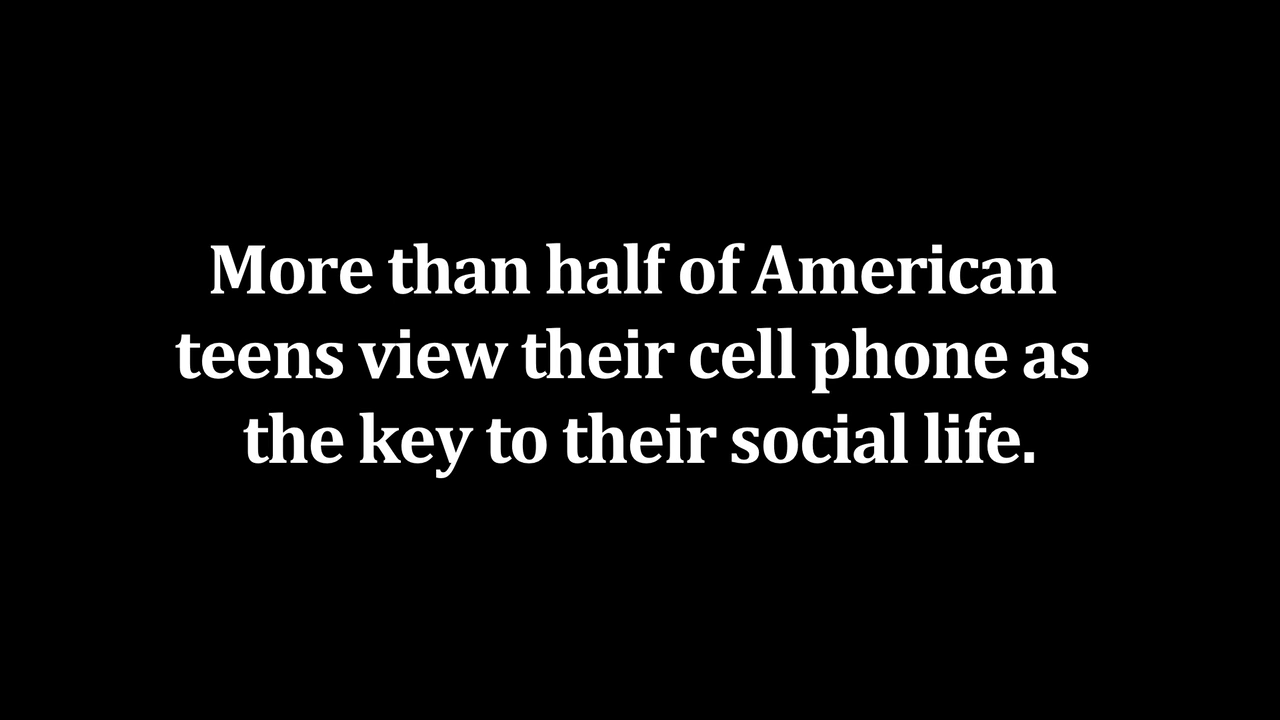 More than half of American
teens view their cell phone as
the key to their social life.